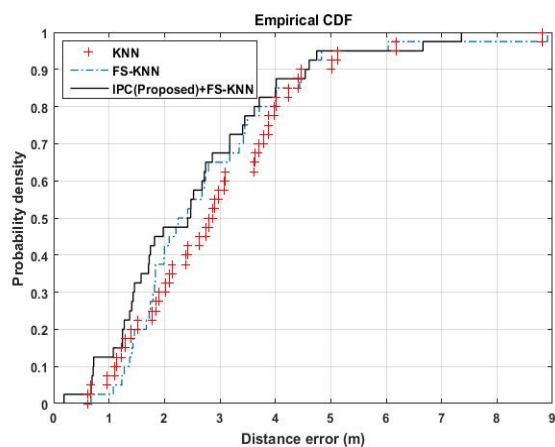 Empirical CDF
KNN
FS-KNN
IPC(Proposed)+FS-KNN
Probability density
1
0.9
0.8
0.7
0.6
0.5
0.4
0.3
0.2
0.1
0
0 1 2 3 4 5 6 7 8 9
Distance error (m)